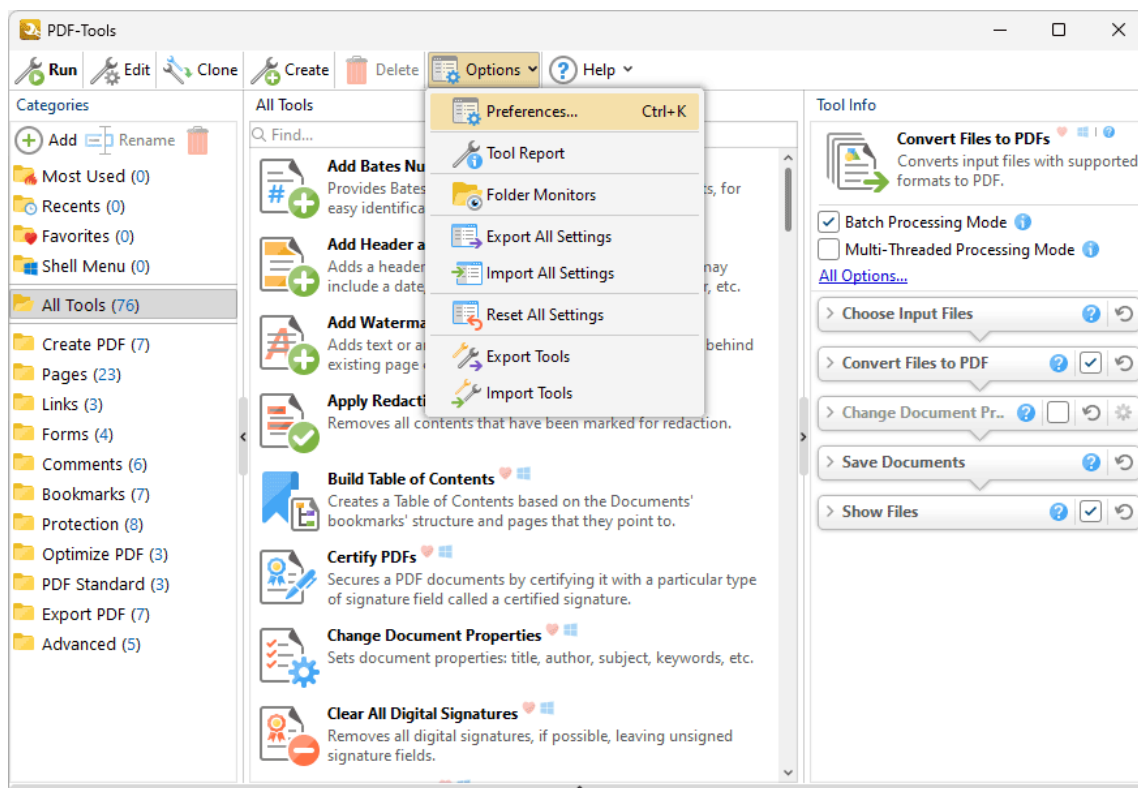 PDF-Tools
Run Edit Clone Create Delete Options Help
Categories
Add Rename
Most Used (0)
Recents (0)
Favorites (0)
Shell Menu (0)
All Tools (76)
Create PDF (7)
Pages (23)
Links (3)
Forms (4)
Comments (6)
Bookmarks (7)
Protection (8)
Optimize PDF (3)
PDF Standard (3)
Export PDF (7)
Advanced (5)
All Tools
Find...
Add Bates Nu
Provides Bates s, for
easy identifica
Add Header a
Adds a header may
include a date, r, etc.
Add Waterma
Adds text or a behind
existing page
Apply Redacti
Removes all contents that have been marked for redaction.
Build Table of Contents
Creates a Table of Contents based on the Documents'
bookmarks' structure and pages that they point to.
Certify PDFs
Secures a PDF documents by certifying it with a particular type
of signature field called a certified signature.
Change Document Properties
Sets document properties: title, author, subject, keywords, etc.
Clear All Digital Signatures
Removes all digital signatures, if possible, leaving unsigned
signature fields.
Preferences... Ctrl+K
Tool Report
Folder Monitors
Export All Settings
Import All Settings
Reset All Settings
Export Tools
Import Tools
Tool Info
Convert Files to PDFs
Converts input files with supported
formats to PDF.
Batch Processing Mode
Multi-Threaded Processing Mode
All Options...
Choose Input Files
Convert Files to PDF
Change Document Pr..
Save Documents
Show Files